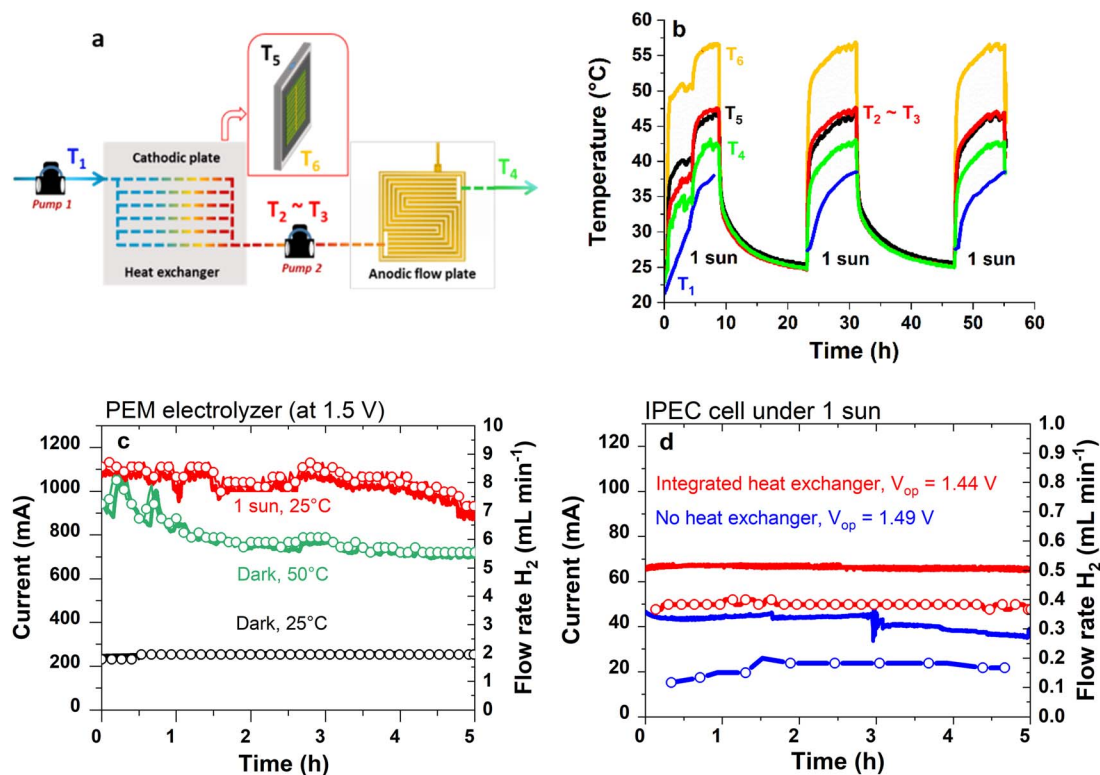 a
T5
T6
T1
Cathodic plate
Pump 1
T2 ~ T3
Pump 2
T4
Heat exchanger
Anodic flow plate
b
Temperature (°C)
60
55
50
45
40
35
30
25
20
T6
T5
T2 ~ T3
T4
T1
1 sun
1 sun
1 sun
0 10 20 30 40 50 60
Time (h)
PEM electrolyzer (at 1.5 V)
c
Current (mA)
1200
1000
800
600
400
200
0
1 sun, 25°C
Dark, 50°C
Dark, 25°C
10
9
8
7
6
5
4
3
2
1
0
Flow rate H2 (mL min-1)
0 1 2 3 4 5
Time (h)
IPEC cell under 1 sun
d
Current (mA)
120
100
80
60
40
20
0
Integrated heat exchanger, Vop = 1.44 V
No heat exchanger, Vop = 1.49 V
1.0
0.9
0.8
0.7
0.6
0.5
0.4
0.3
0.2
0.1
0.0
Flow rate H2 (mL min-1)
0 1 2 3 4 5
Time (h)